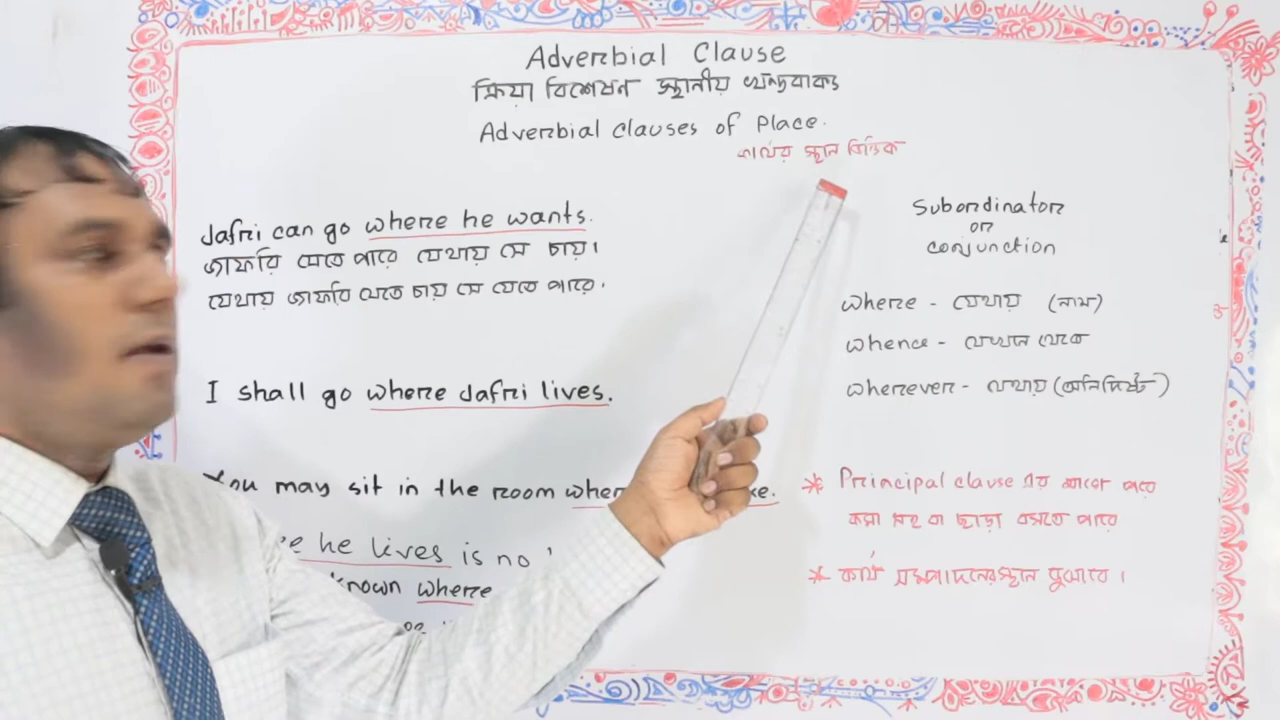 Adverbial Clause
ক্রিয়া বিশেষণ স্থানীয় খন্ডবাক্য
Adverbial clauses of Place.
কার্যের স্থান ভিত্তিক
Jafri can go where he wants.
জাফরি যেতে পারে যেথায় সে চায়।
যেথায় জাফরি যেতে চায় সে যেতে পারে।
I shall go where Jafri lives.
You may sit in the room
he lives is no
known where
Subordinator
or
conjunction
where - যেথায় (নাম)
whence - যেখান থেকে
wherever - যেথায় (অনির্দিষ্ট)
* Principal clause এর আগে পরে
কমা সহ বা ছাড়া বসতে পারে
* কার্য সম্পাদনের স্থান বুঝাবে।